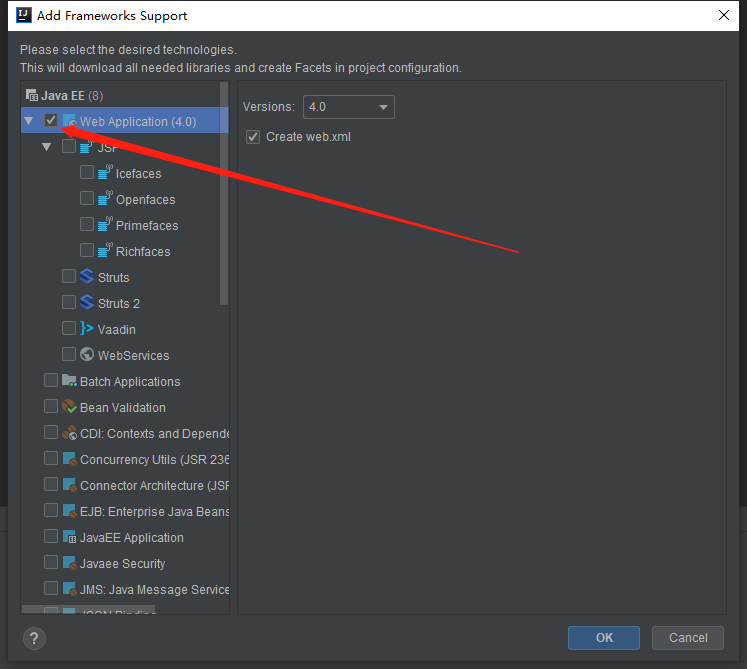 Add Frameworks Support
Please select the desired technologies.
This will download all needed libraries and create Facets in project configuration.
Java EE (8)
Web Application (4.0)
JSF
Icefaces
Openfaces
Primefaces
Richfaces
Struts
Struts 2
Vaadin
WebServices
Batch Applications
Bean Validation
CDI: Contexts and Depende
Concurrency Utils (JSR 236
Connector Architecture (JSR
EJB: Enterprise Java Beans
JavaEE Application
Javaee Security
JMS: Java Message Service
JSON Binding
Versions: 4.0
Create web.xml
?
OK
Cancel